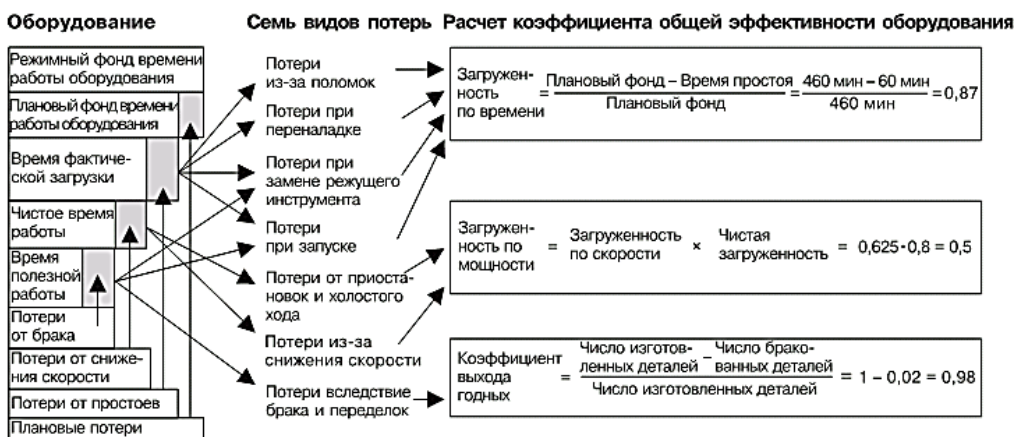 Оборудование
Семь видов потерь
Расчет коэффициента общей эффективности оборудования
Режимный фонд времени
работы оборудования
Плановый фонд времени
работы оборудования
Время фактиче-
ской загрузки
Чистое время
работы
Время
полезной
работы
Потери
от брака
Потери от сниже-
ния скорости
Потери от простоев
Плановые потери
Потери
из-за поломок
Потери при
переналадке
Потери при
замене режущего
инструмента
Потери
при запуске
Потери от приоста-
новок и холостого
хода
Потери из-за
снижения скорости
Потери вследствие
брака и переделок
Загружен-
ность
по времени
= Плановый фонд – Время простоя = 460 мин – 60 мин = 0,87
Плановый фонд 460 мин
Загружен-
ность по
мощности
= Загруженность × Чистая = 0,625·0,8 = 0,5
по скорости загруженность
Коэффициент
выхода
годных
Число изготов- – Число брако-
ленных деталей ванных деталей
= = 1 – 0,02 = 0,98
Число изготовленных деталей